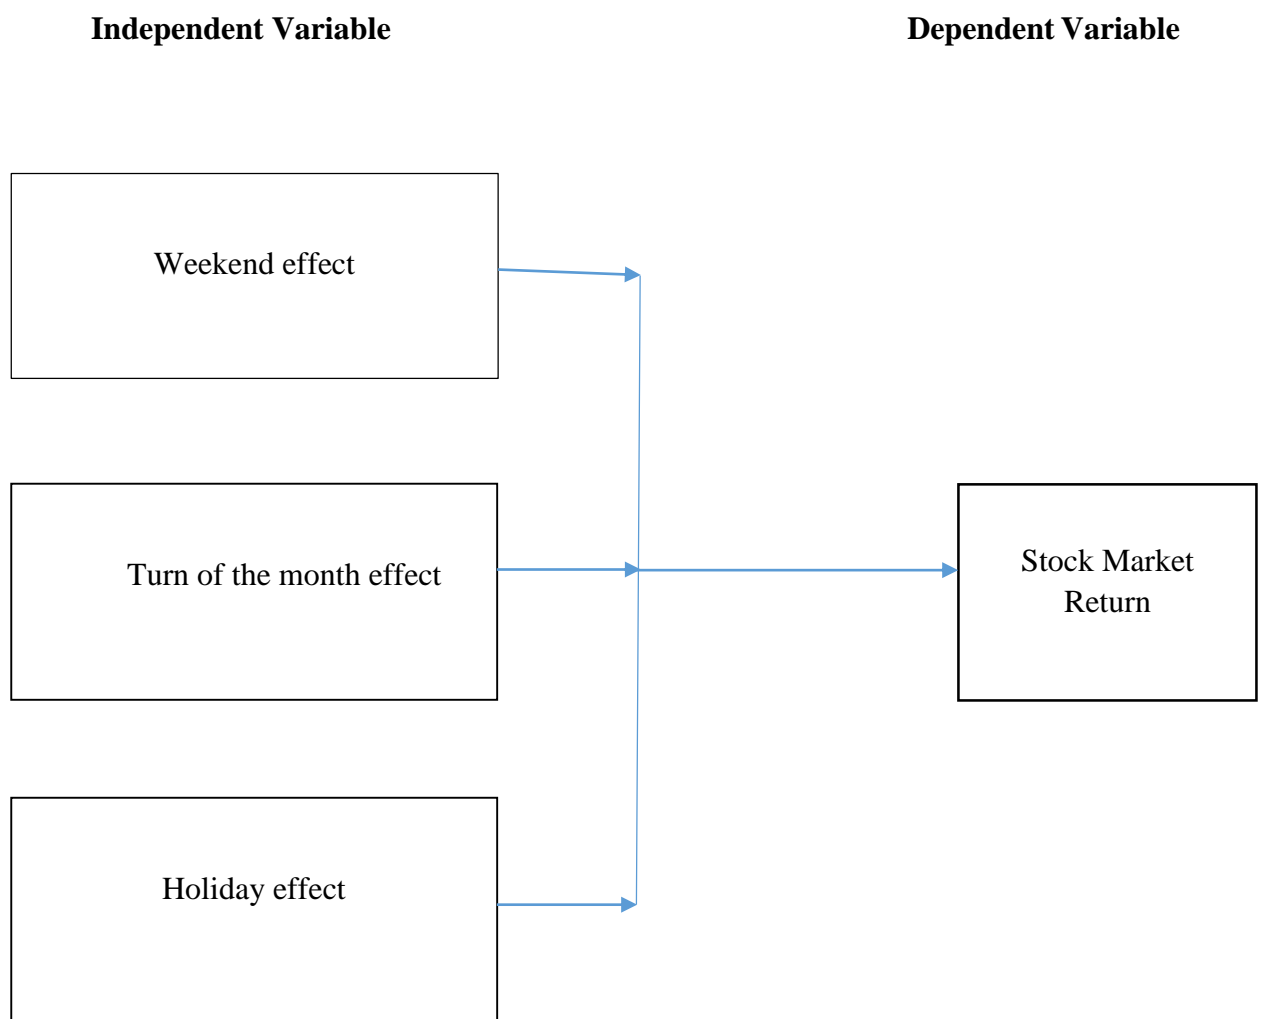 Independent Variable
Dependent Variable
Weekend effect
Turn of the month effect
Stock Market
Return
Holiday effect